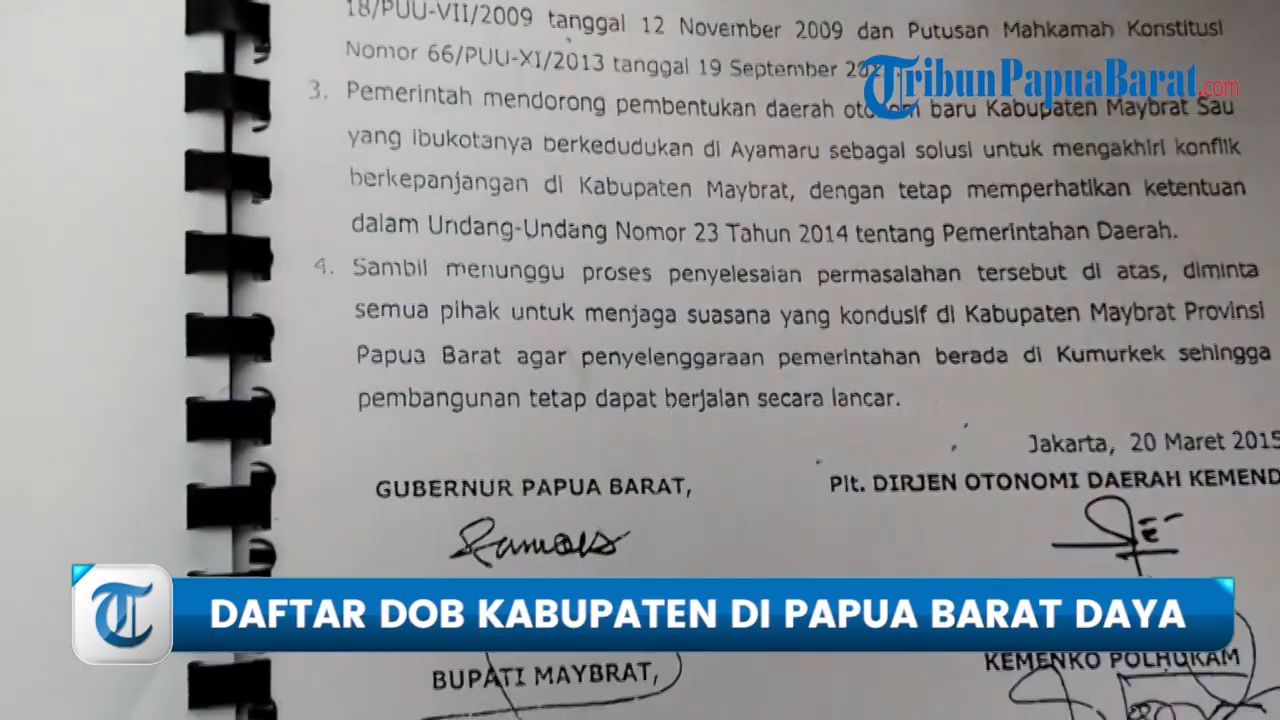 18/PUU-VII/2009 tanggal 12 November 2009 dan Putusan Mahkamah Konstitusi
Nomor 66/PUU-XI/2013 tanggal 19 September
TribunPapuaBarat.com
3. Pemerintah mendorong pembentukan daerah otonom baru Kabupaten Maybrat Sau
yang ibukotanya berkedudukan di Ayamaru sebagai solusi untuk mengakhiri konflik
berkepanjangan di Kabupaten Maybrat, dengan tetap memperhatikan ketentuan
dalam Undang-Undang Nomor 23 Tahun 2014 tentang Pemerintahan Daerah.
4. Sambil menunggu proses penyelesaian permasalahan tersebut di atas, diminta
semua pihak untuk menjaga suasana yang kondusif di Kabupaten Maybrat Provinsi
Papua Barat agar penyelenggaraan pemerintahan berada di Kumurkek sehingga
pembangunan tetap dapat berjalan secara lancar.
Jakarta, 20 Maret 2015
GUBERNUR PAPUA BARAT,
Plt. DIRJEN OTONOMI DAERAH KEMEND
T DAFTAR DOB KABUPATEN DI PAPUA BARAT DAYA
BUPATI MAYBRAT,
KEMENKO POLHUKAM